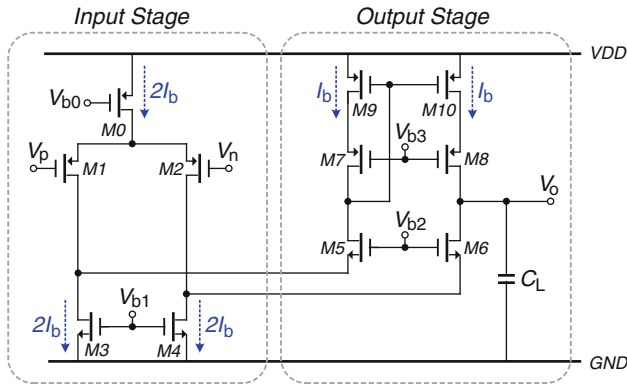 Input Stage
Output Stage
VDD
Vb0
2Ib
M0
Ib
M9
M10
Ib
Vp
M1
M2
Vn
M7
Vb3
M8
Vo
M5
Vb2
M6
Vb1
CL
2Ib
M3
M4
2Ib
GND